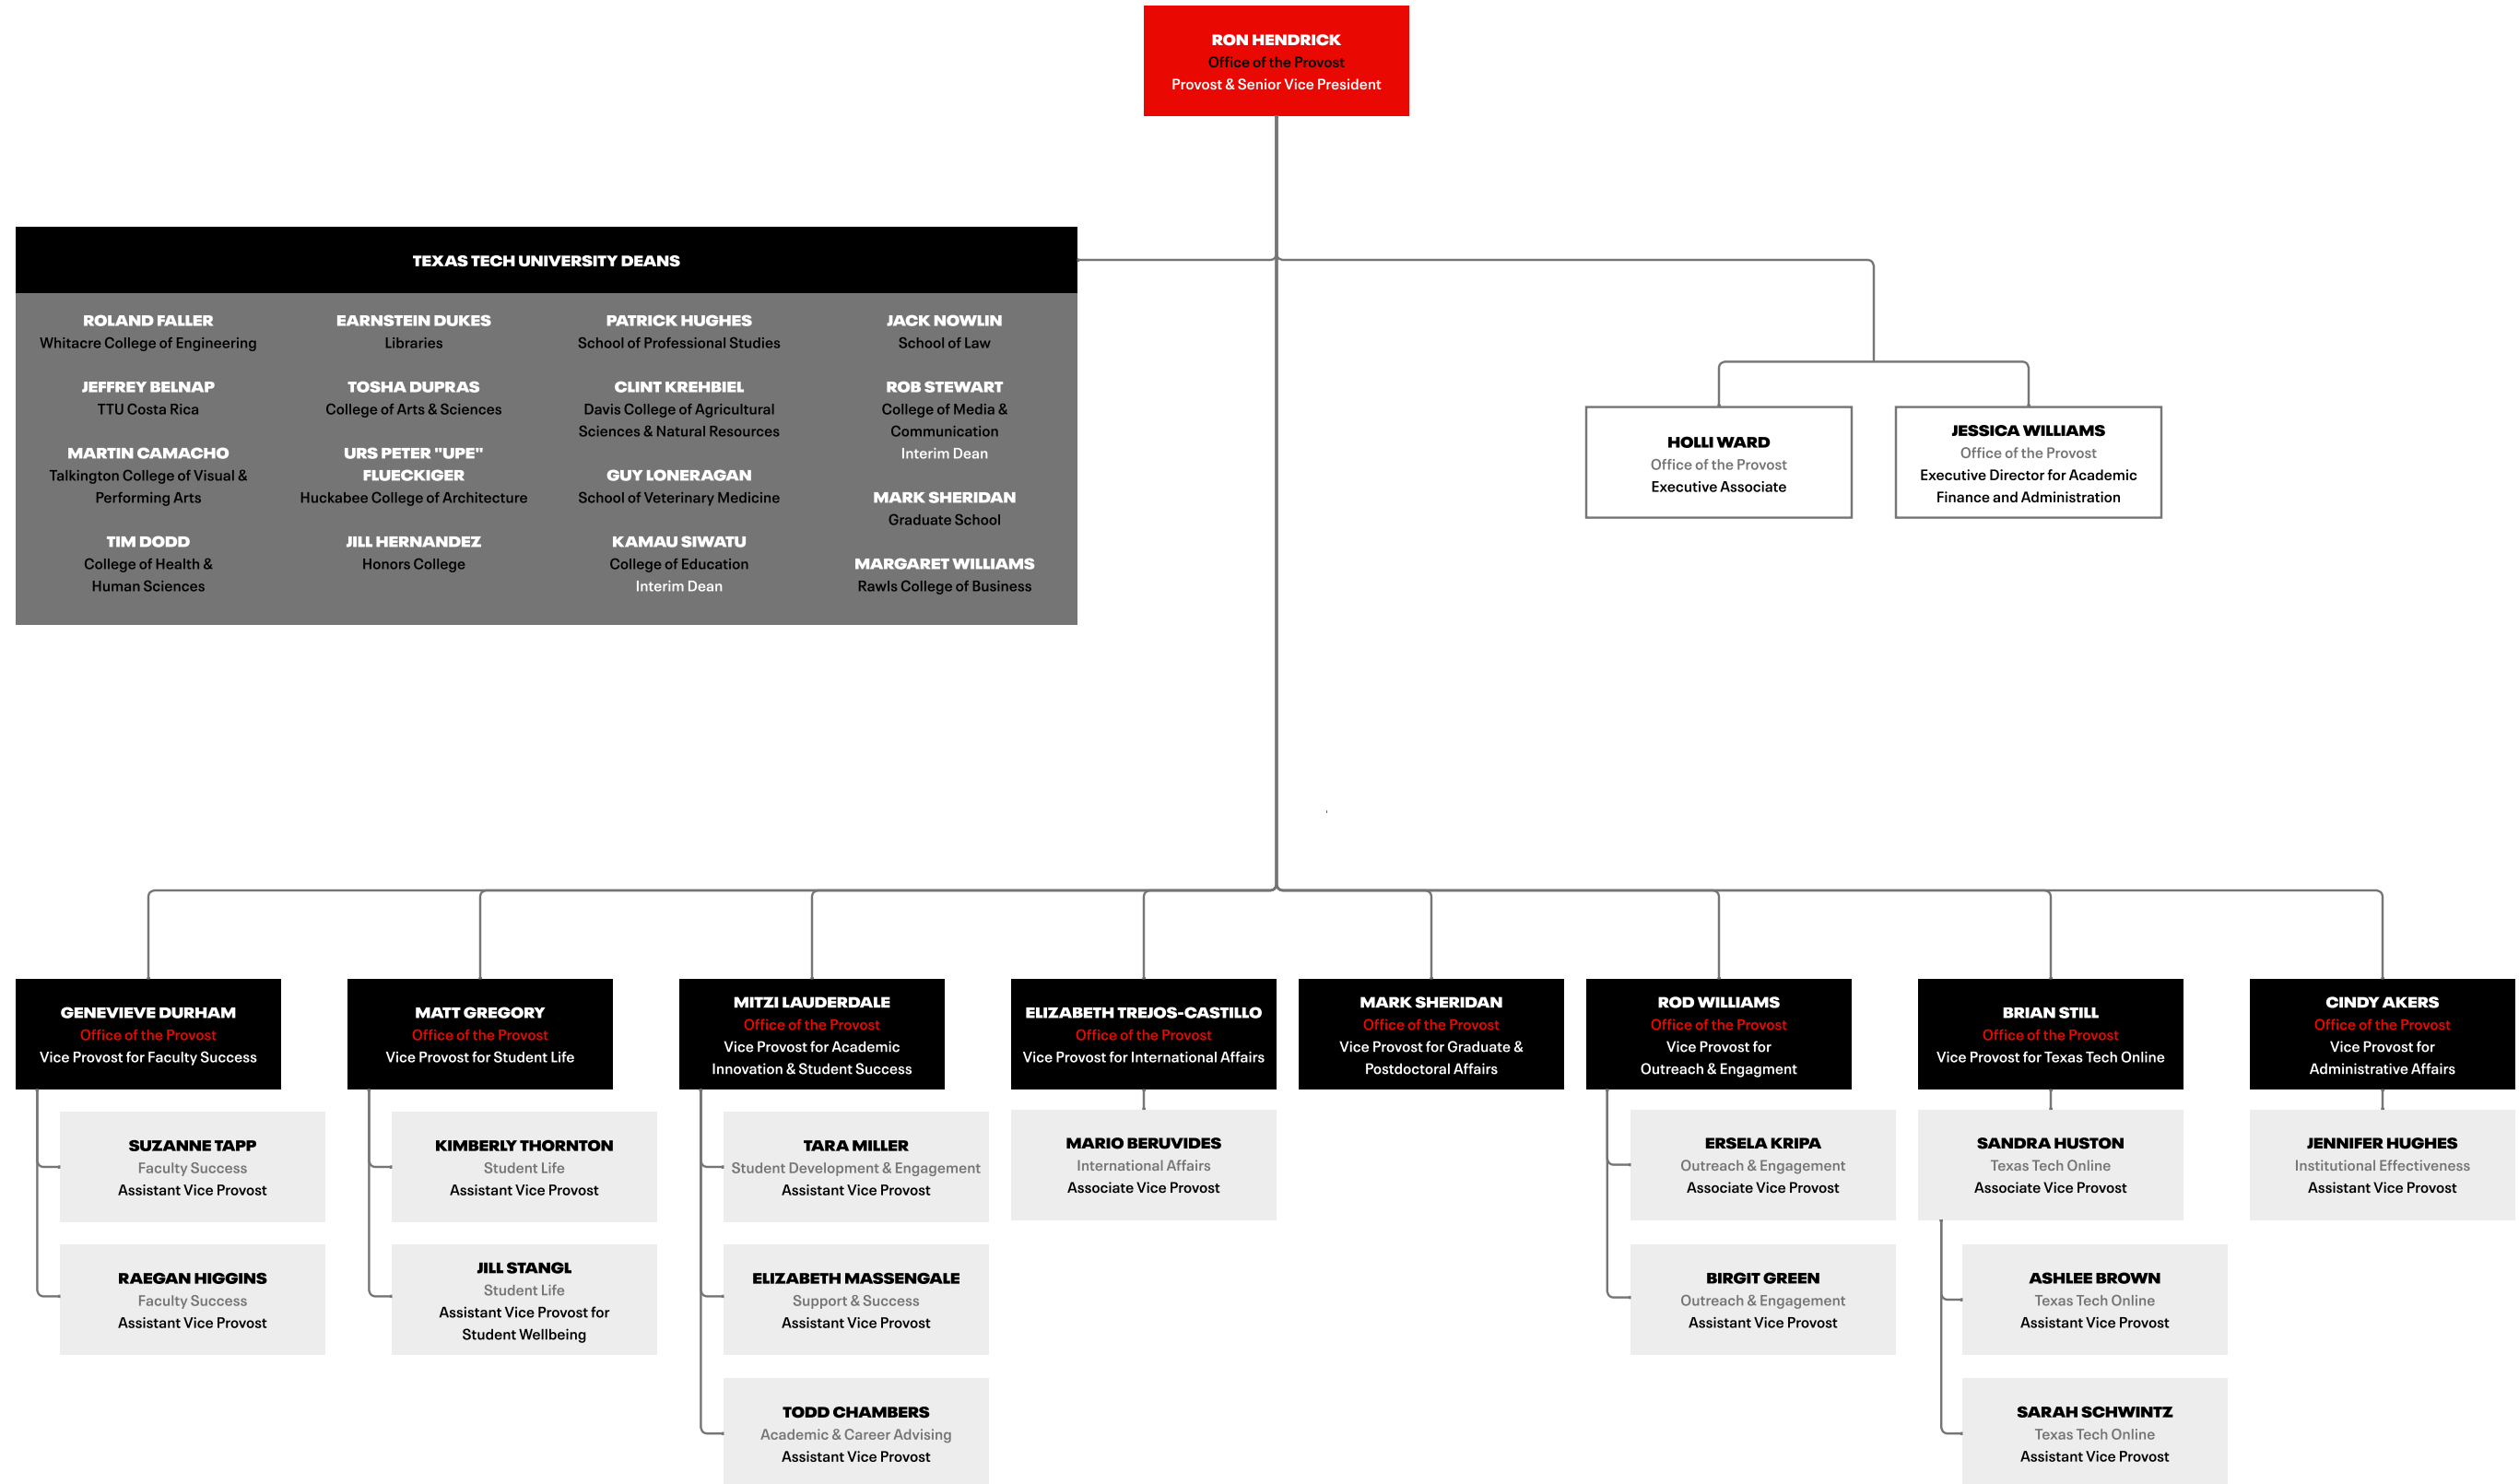 RON HENDRICK
Office of the Provost
Provost & Senior Vice President
TEXAS TECH UNIVERSITY DEANS
ROLAND FALLER
Whitacre College of Engineering
JEFFREY BELNAP
TTU Costa Rica
MARTIN CAMACHO
Talkington College of Visual &
Performing Arts
TIM DODD
College of Health &
Human Sciences
EARNSTEIN DUKES
Libraries
TOSHA DUPRAS
College of Arts & Sciences
URS PETER "UPE"
FLUECKIGER
Huckabee College of Architecture
JILL HERNANDEZ
Honors College
PATRICK HUGHES
School of Professional Studies
CLINT KREHBIEL
Davis College of Agricultural
Sciences & Natural Resources
GUY LONERAGAN
School of Veterinary Medicine
KAMAU SIWATU
College of Education
Interim Dean
JACK NOWLIN
School of Law
ROB STEWART
College of Media &
Communication
Interim Dean
MARK SHERIDAN
Graduate School
MARGARET WILLIAMS
Rawls College of Business
HOLLI WARD
Office of the Provost
Executive Associate
JESSICA WILLIAMS
Office of the Provost
Executive Director for Academic
Finance and Administration
GENEVIEVE DURHAM
Office of the Provost
Vice Provost for Faculty Success
SUZANNE TAPP
Faculty Success
Assistant Vice Provost
RAEGAN HIGGINS
Faculty Success
Assistant Vice Provost
MATT GREGORY
Office of the Provost
Vice Provost for Student Life
KIMBERLY THORNTON
Student Life
Assistant Vice Provost
JILL STANGL
Student Life
Assistant Vice Provost for
Student Wellbeing
MITZI LAUDERDALE
Office of the Provost
Vice Provost for Academic
Innovation & Student Success
TARA MILLER
Student Development & Engagement
Assistant Vice Provost
ELIZABETH MASSENGALE
Support & Success
Assistant Vice Provost
TODD CHAMBERS
Academic & Career Advising
Assistant Vice Provost
ELIZABETH TREJOS-CASTILLO
Office of the Provost
Vice Provost for International Affairs
MARIO BERUVIDES
International Affairs
Associate Vice Provost
MARK SHERIDAN
Office of the Provost
Vice Provost for Graduate &
Postdoctoral Affairs
ROD WILLIAMS
Office of the Provost
Vice Provost for
Outreach & Engagment
ERSELA KRIPA
Outreach & Engagement
Associate Vice Provost
BIRGIT GREEN
Outreach & Engagement
Assistant Vice Provost
BRIAN STILL
Office of the Provost
Vice Provost for Texas Tech Online
SANDRA HUSTON
Texas Tech Online
Associate Vice Provost
ASHLEE BROWN
Texas Tech Online
Assistant Vice Provost
SARAH SCHWINTZ
Texas Tech Online
Assistant Vice Provost
CINDY AKERS
Office of the Provost
Vice Provost for
Administrative Affairs
JENNIFER HUGHES
Institutional Effectiveness
Assistant Vice Provost